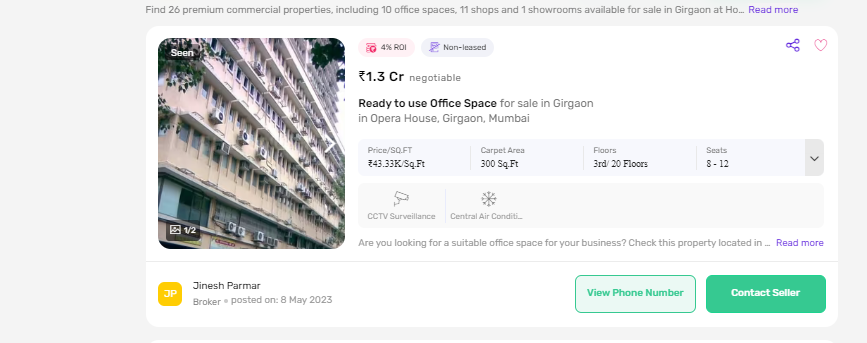 Find 26 premium commercial properties, including 10 office spaces, 11 shops and 1 showrooms available for sale in Girgaon at Ho... Read more
Seen
1/2
4% ROI
Non-leased
₹1.3 Cr negotiable
Ready to use Office Space for sale in Girgaon
in Opera House, Girgaon, Mumbai
Price/SQ.FT
₹43.33K/Sq.Ft
Carpet Area
300 Sq.Ft
Floors
3rd/ 20 Floors
Seats
8 - 12
CCTV Surveillance
Central Air Conditi...
Are you looking for a suitable office space for your business? Check this property located in ... Read more
JP
Jinesh Parmar
Broker posted on: 8 May 2023
View Phone Number
Contact Seller